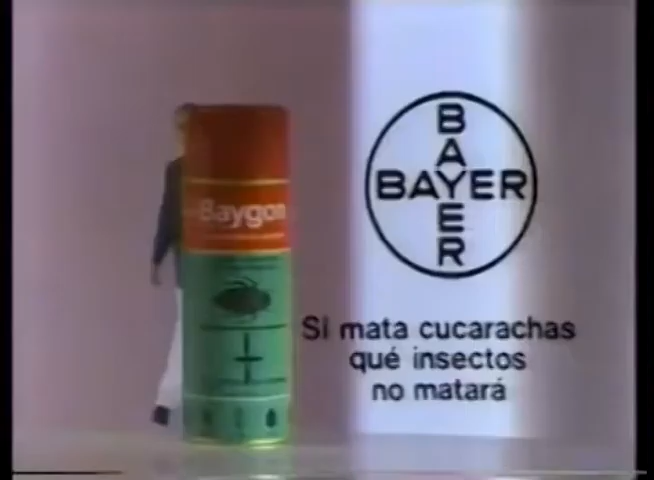 Baygon
BAYER
BAYER
Si mata cucarachas
qué insectos
no matará